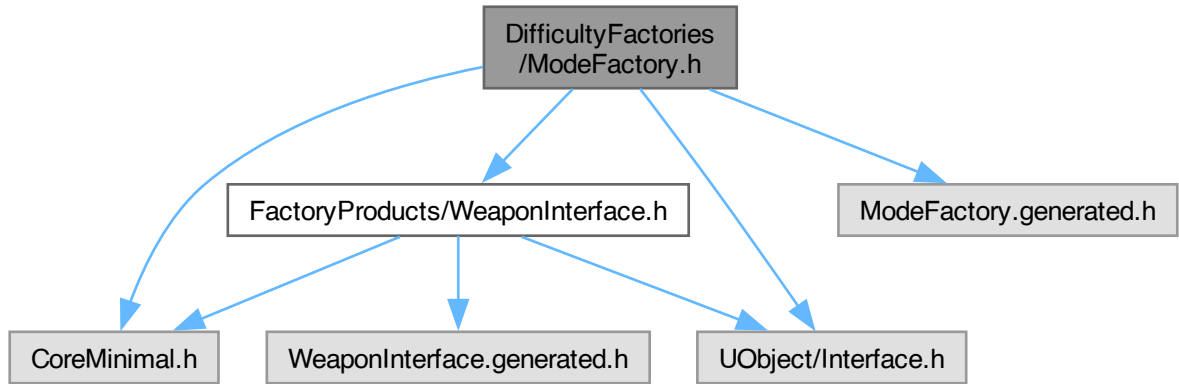 DifficultyFactories
/ModeFactory.h
FactoryProducts/WeaponInterface.h
ModeFactory.generated.h
CoreMinimal.h
WeaponInterface.generated.h
UObject/Interface.h